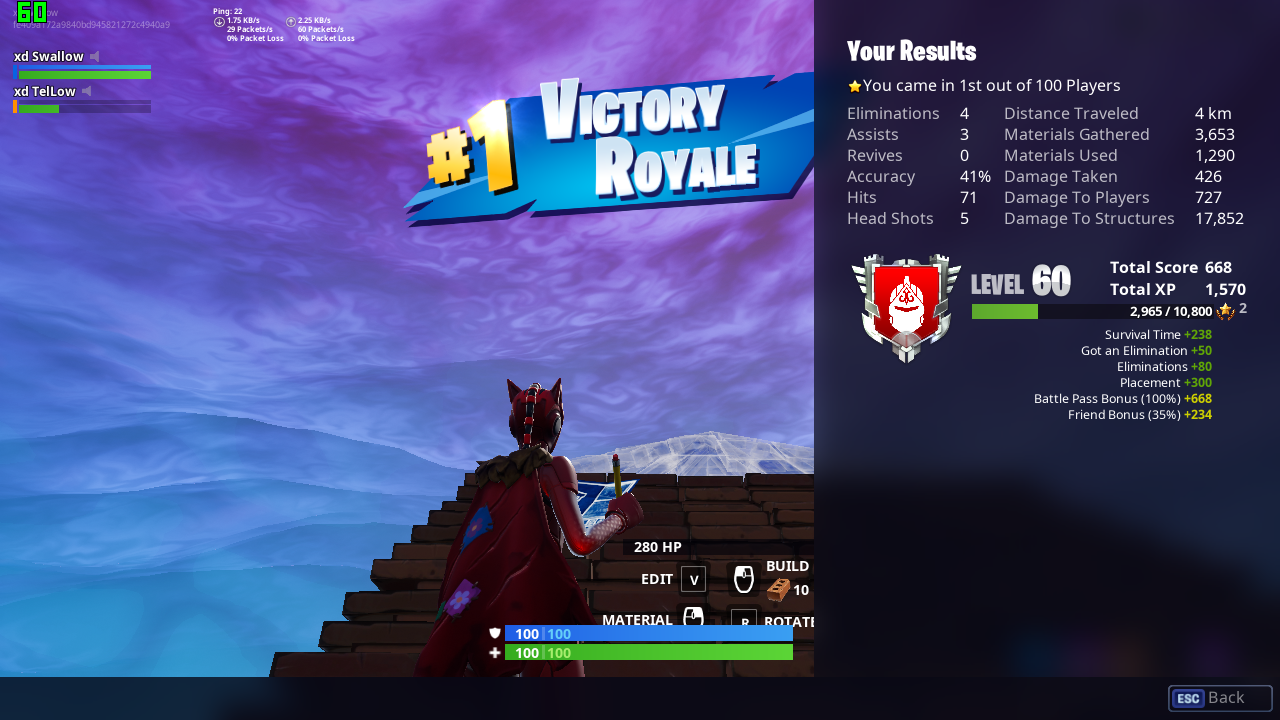 60
Ping: 22
1.75 KB/s 2.25 KB/s
29 Packets/s 60 Packets/s
0% Packet Loss 0% Packet Loss
xd Swallow
xd TelLow
#1 VICTORY
ROYALE
280 HP
EDIT V BUILD
10
MATERIAL R ROTATE
100 100
100 100
Your Results
You came in 1st out of 100 Players
Eliminations 4 Distance Traveled 4 km
Assists 3 Materials Gathered 3,653
Revives 0 Materials Used 1,290
Accuracy 41% Damage Taken 426
Hits 71 Damage To Players 727
Head Shots 5 Damage To Structures 17,852
LEVEL 60
Total Score 668
Total XP 1,570
2,965 / 10,800 2
Survival Time +238
Got an Elimination +50
Eliminations +80
Placement +300
Battle Pass Bonus (100%) +668
Friend Bonus (35%) +234
ESC Back